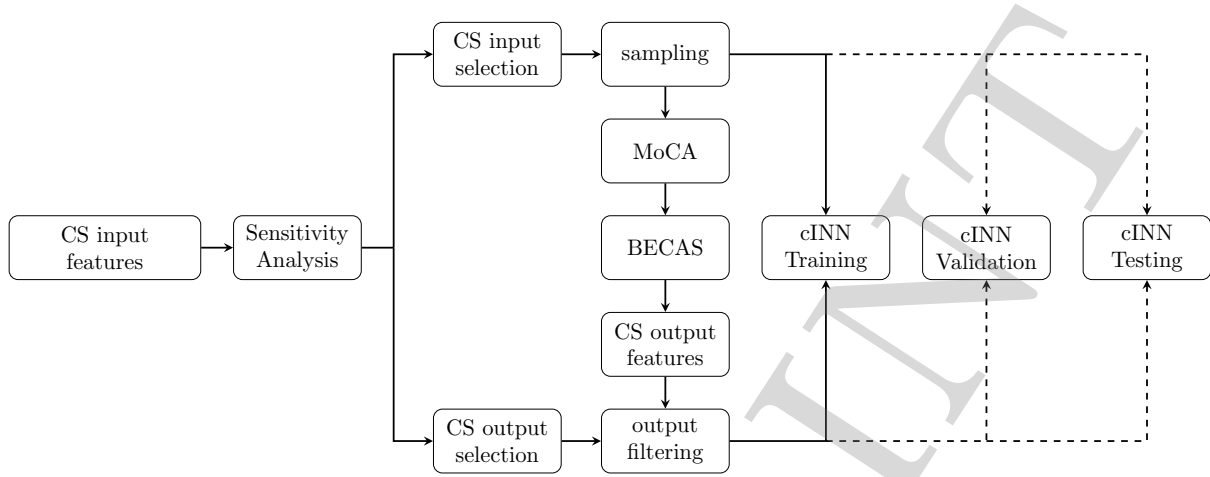 CS input
selection
sampling
MoCA
CS input
features
Sensitivity
Analysis
BECAS
cINN
Training
cINN
Validation
cINN
Testing
CS output
features
CS output
selection
output
filtering
INT